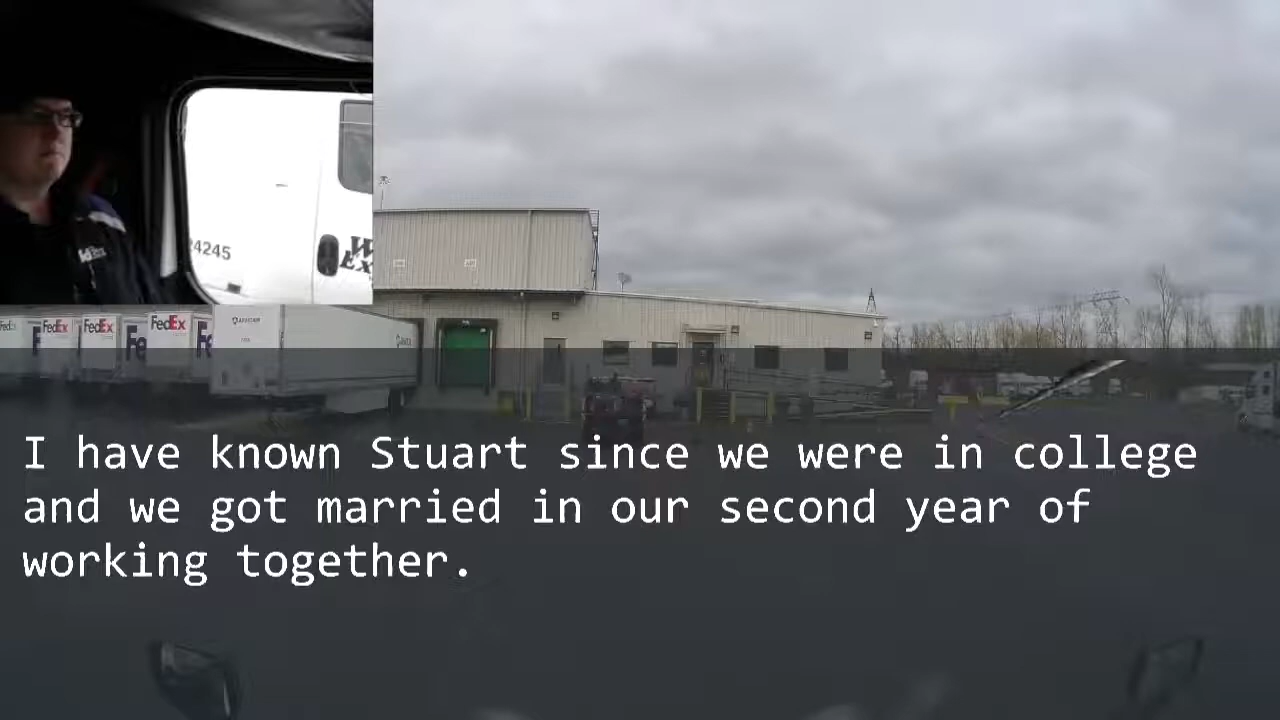 24245
FedEx
FedEx
FedEx
I have known Stuart since we were in college
and we got married in our second year of
working together.